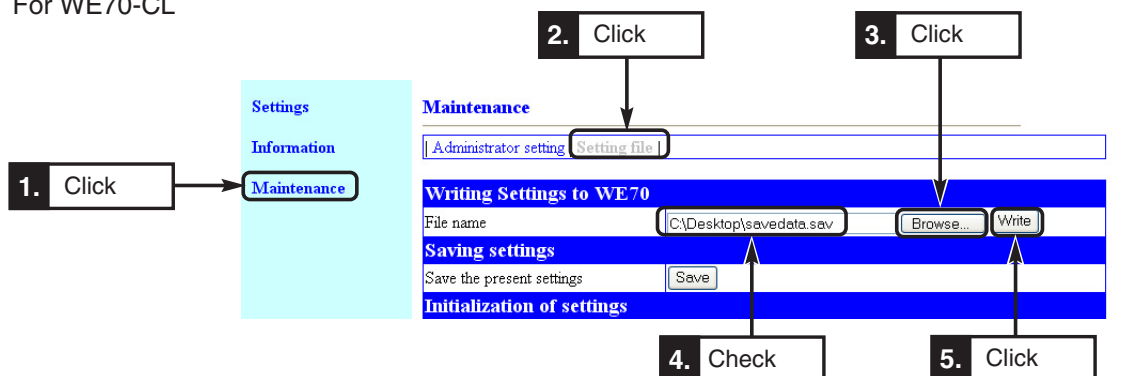 For WE70-CL
2. Click
3. Click
Settings
Maintenance
Information
| Administrator setting | Setting file |
1. Click
Maintenance
Writing Settings to WE70
File name C:\Desktop\savedata.sav Browse... Write
Saving settings
Save the present settings Save
Initialization of settings
4. Check
5. Click